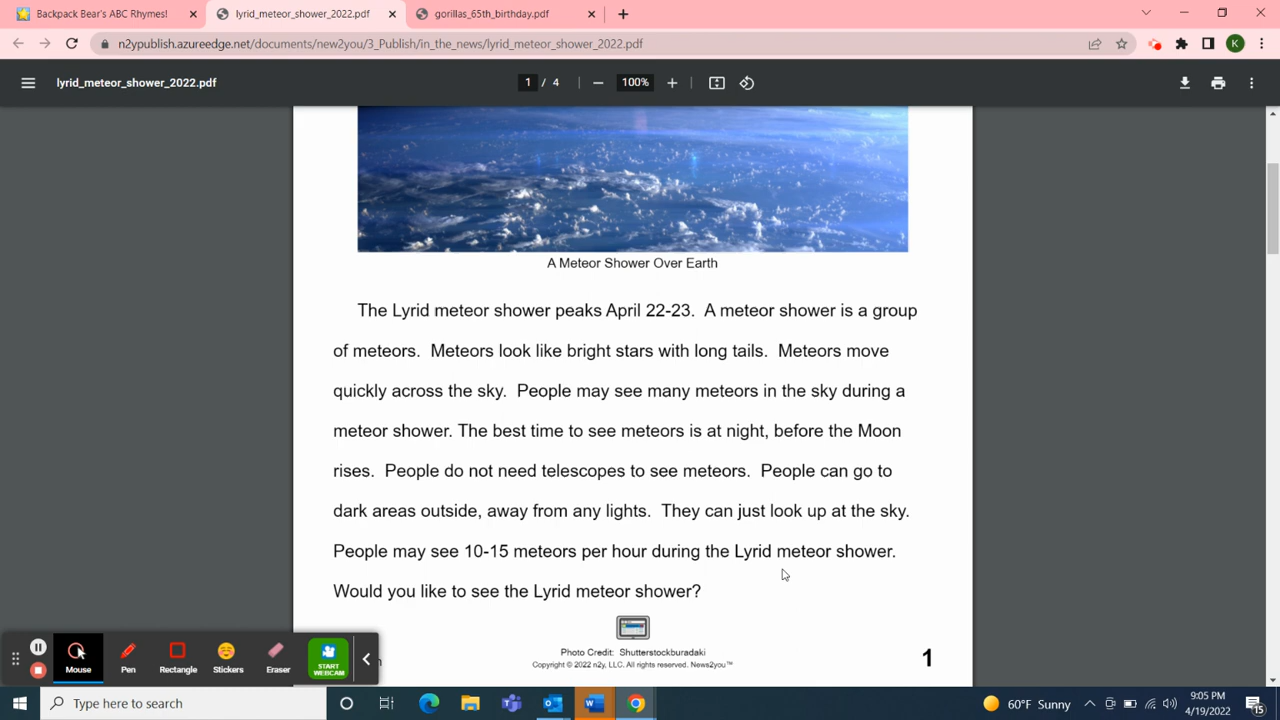 Backpack Bear's ABC Rhymes!
lyrid_meteor_shower_2022.pdf
gorillas_65th_birthday.pdf
n2ypublish.azureedge.net/documents/new2you/3_Publish/in_the_news/lyrid_meteor_shower_2022.pdf
K
lyrid_meteor_shower_2022.pdf
1 / 4
100%
A Meteor Shower Over Earth
The Lyrid meteor shower peaks April 22-23. A meteor shower is a group
of meteors. Meteors look like bright stars with long tails. Meteors move
quickly across the sky. People may see many meteors in the sky during a
meteor shower. The best time to see meteors is at night, before the Moon
rises. People do not need telescopes to see meteors. People can go to
dark areas outside, away from any lights. They can just look up at the sky.
People may see 10-15 meteors per hour during the Lyrid meteor shower.
Would you like to see the Lyrid meteor shower?
Photo Credit: Shutterstockburadaki
Copyright © 2022 n2y, LLC. All rights reserved. News2you™
1
Mouse
Pen
Rectangle
Stickers
Eraser
START
WEBCAM
Type here to search
60°F Sunny
9:05 PM
4/19/2022
15